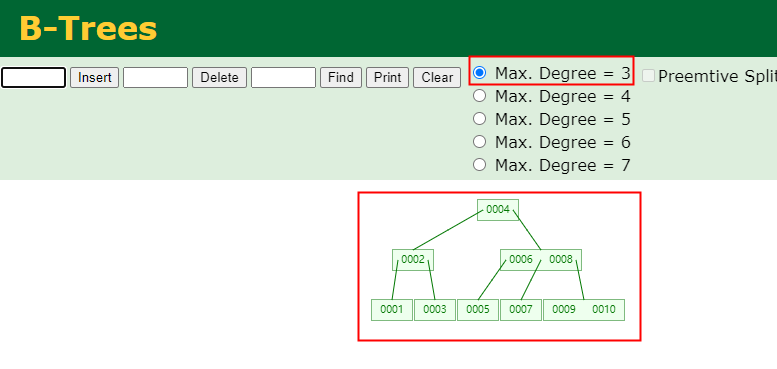 B-Trees
Insert Delete Find Print Clear
Max. Degree = 3
Max. Degree = 4
Max. Degree = 5
Max. Degree = 6
Max. Degree = 7
Preemtive Split
0004
0002 0006 0008
0001 0003 0005 0007 0009 0010